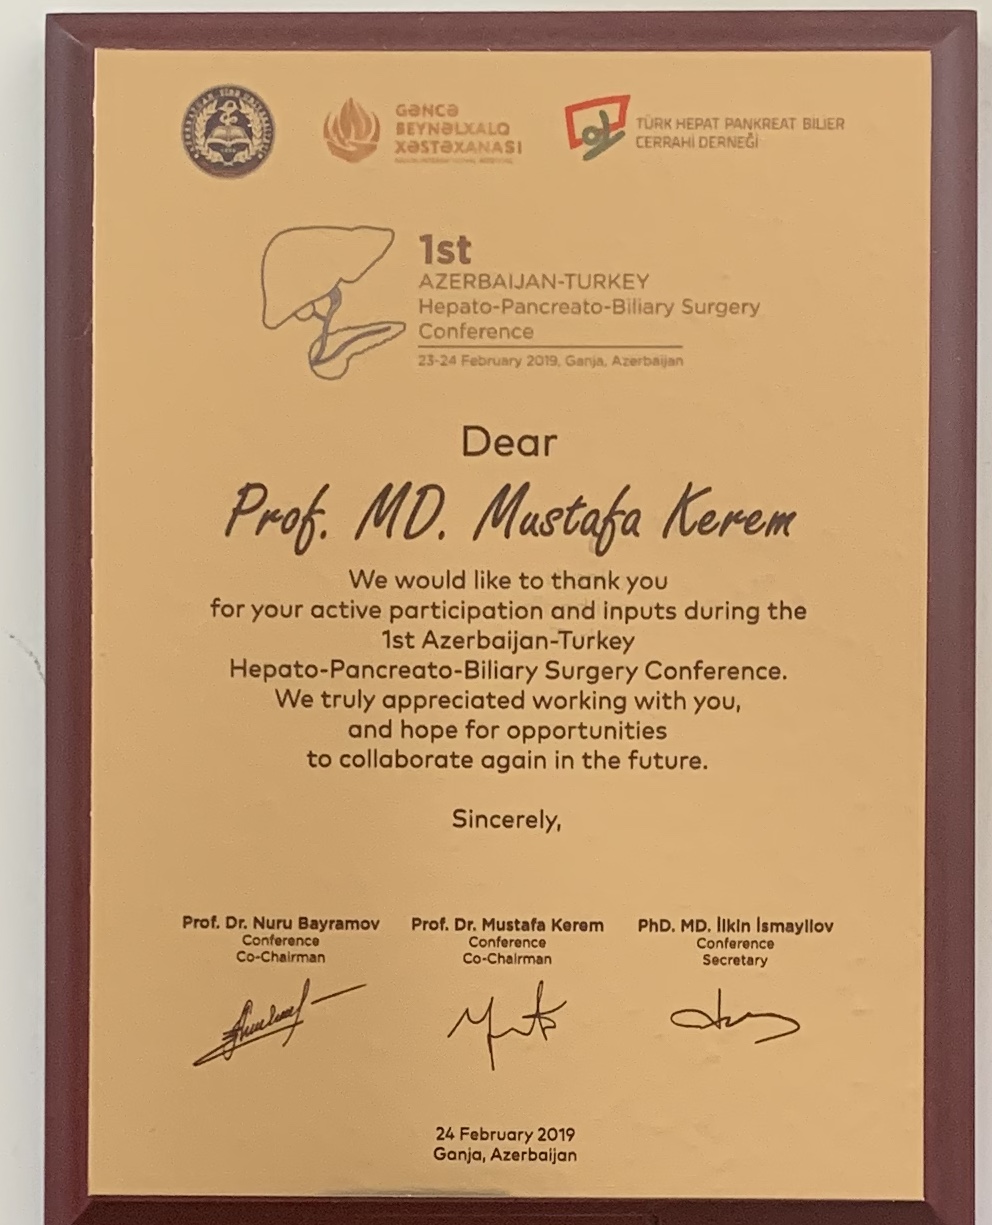 GƏNCƏ
BEYNƏLXALQ
XƏSTƏXANASI
TÜRK HEPAT PANKREAT BİLİER
CERRAHİ DERNEĞİ
1st
AZERBAIJAN-TURKEY
Hepato-Pancreato-Biliary Surgery
Conference
23-24 February 2019, Ganja, Azerbaijan
Dear
Prof. MD. Mustafa Kerem
We would like to thank you
for your active participation and inputs during the
1st Azerbaijan-Turkey
Hepato-Pancreato-Biliary Surgery Conference.
We truly appreciated working with you,
and hope for opportunities
to collaborate again in the future.
Sincerely,
Prof. Dr. Nuru Bayramov
Conference
Co-Chairman
Prof. Dr. Mustafa Kerem
Conference
Co-Chairman
PhD. MD. İlkin İsmayilov
Conference
Secretary
24 February 2019
Ganja, Azerbaijan